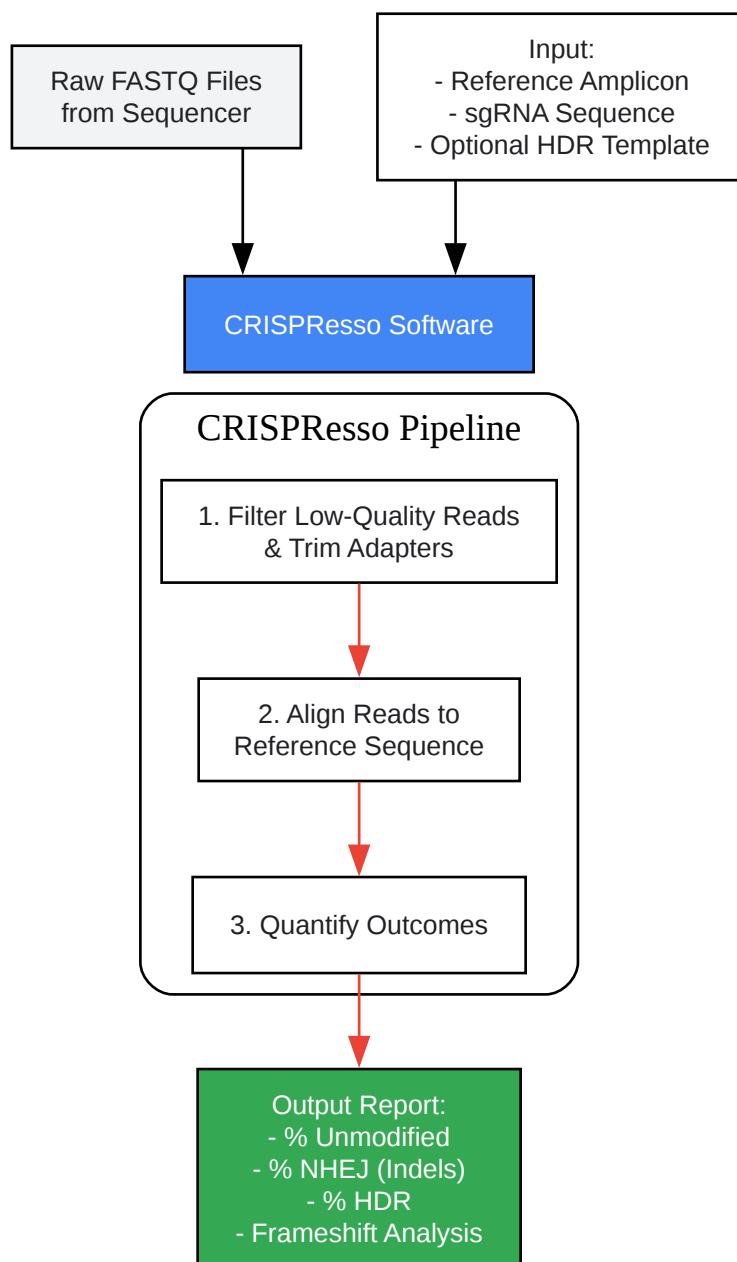 Raw FASTQ Files
from Sequencer
Input:
- Reference Amplicon
- sgRNA Sequence
- Optional HDR Template
CRISPResso Software
CRISPResso Pipeline
1. Filter Low-Quality Reads
& Trim Adapters
2. Align Reads to
Reference Sequence
3. Quantify Outcomes
Output Report:
- % Unmodified
- % NHEJ (Indels)
- % HDR
- Frameshift Analysis